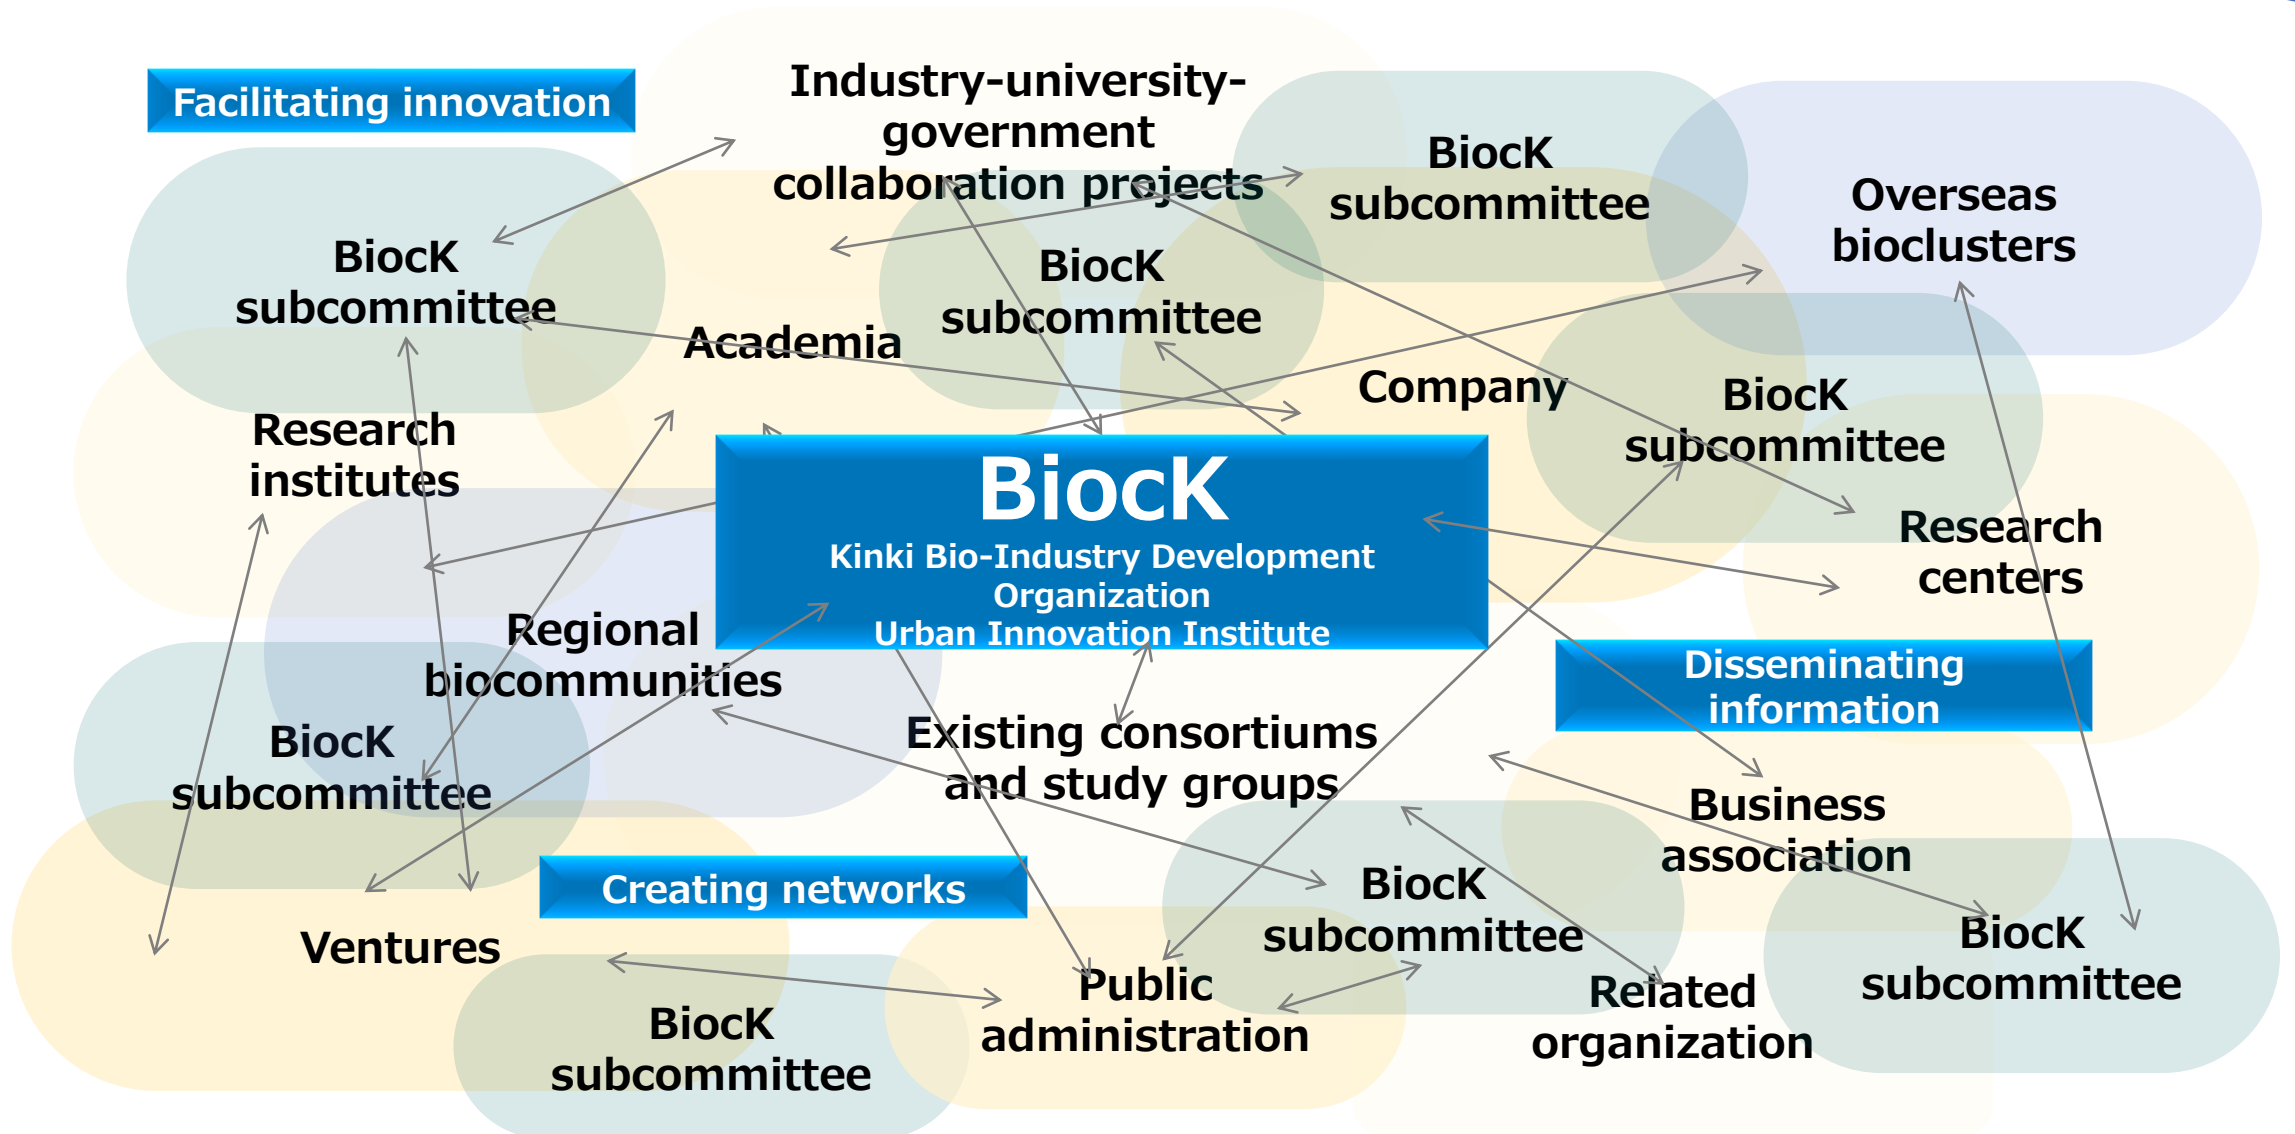 Facilitating innovation
Industry-university-
government
collaboration projects
BiocK
subcommittee
Overseas
bioclusters
BiocK
subcommittee
BiocK
subcommittee
Academia
Company
BiocK
subcommittee
Research
institutes
BiocK
Kinki Bio-Industry Development
Organization
Urban Innovation Institute
Research
centers
Regional
biocommunities
Disseminating
information
BiocK
subcommittee
Existing consortiums
and study groups
Business
association
Creating networks
BiocK
subcommittee
Ventures
BiocK
subcommittee
Public
administration
Related
organization
BiocK
subcommittee